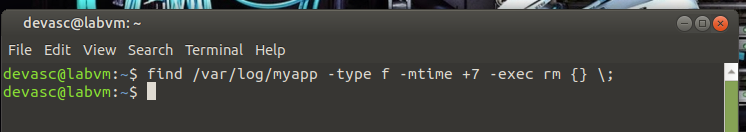 devasc@labvm: ~
File Edit View Search Terminal Help
devasc@labvm:~$ find /var/log/myapp -type f -mtime +7 -exec rm {} \;
devasc@labvm:~$